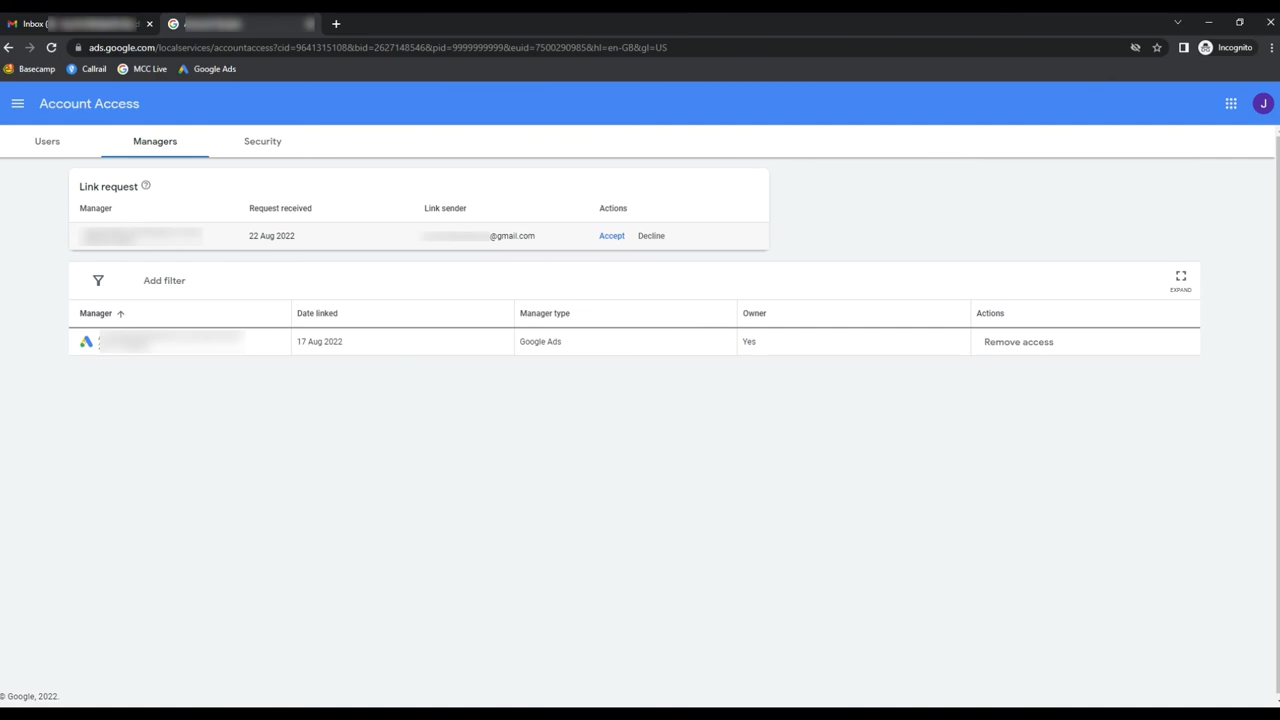 Inbox (
ads.google.com/localservices/accountaccess?cid=9641315108&bid=2627148546&pid=9999999999&euid=7500290985&hl=en-GB&gl=US
Incognito
Basecamp
Callrail
MCC Live
Google Ads
Account Access
J
Users
Managers
Security
Link request
Manager
Request received
Link sender
Actions
22 Aug 2022
@gmail.com
Accept
Decline
Add filter
EXPAND
Manager
Date linked
Manager type
Owner
Actions
17 Aug 2022
Google Ads
Yes
Remove access
© Google, 2022.